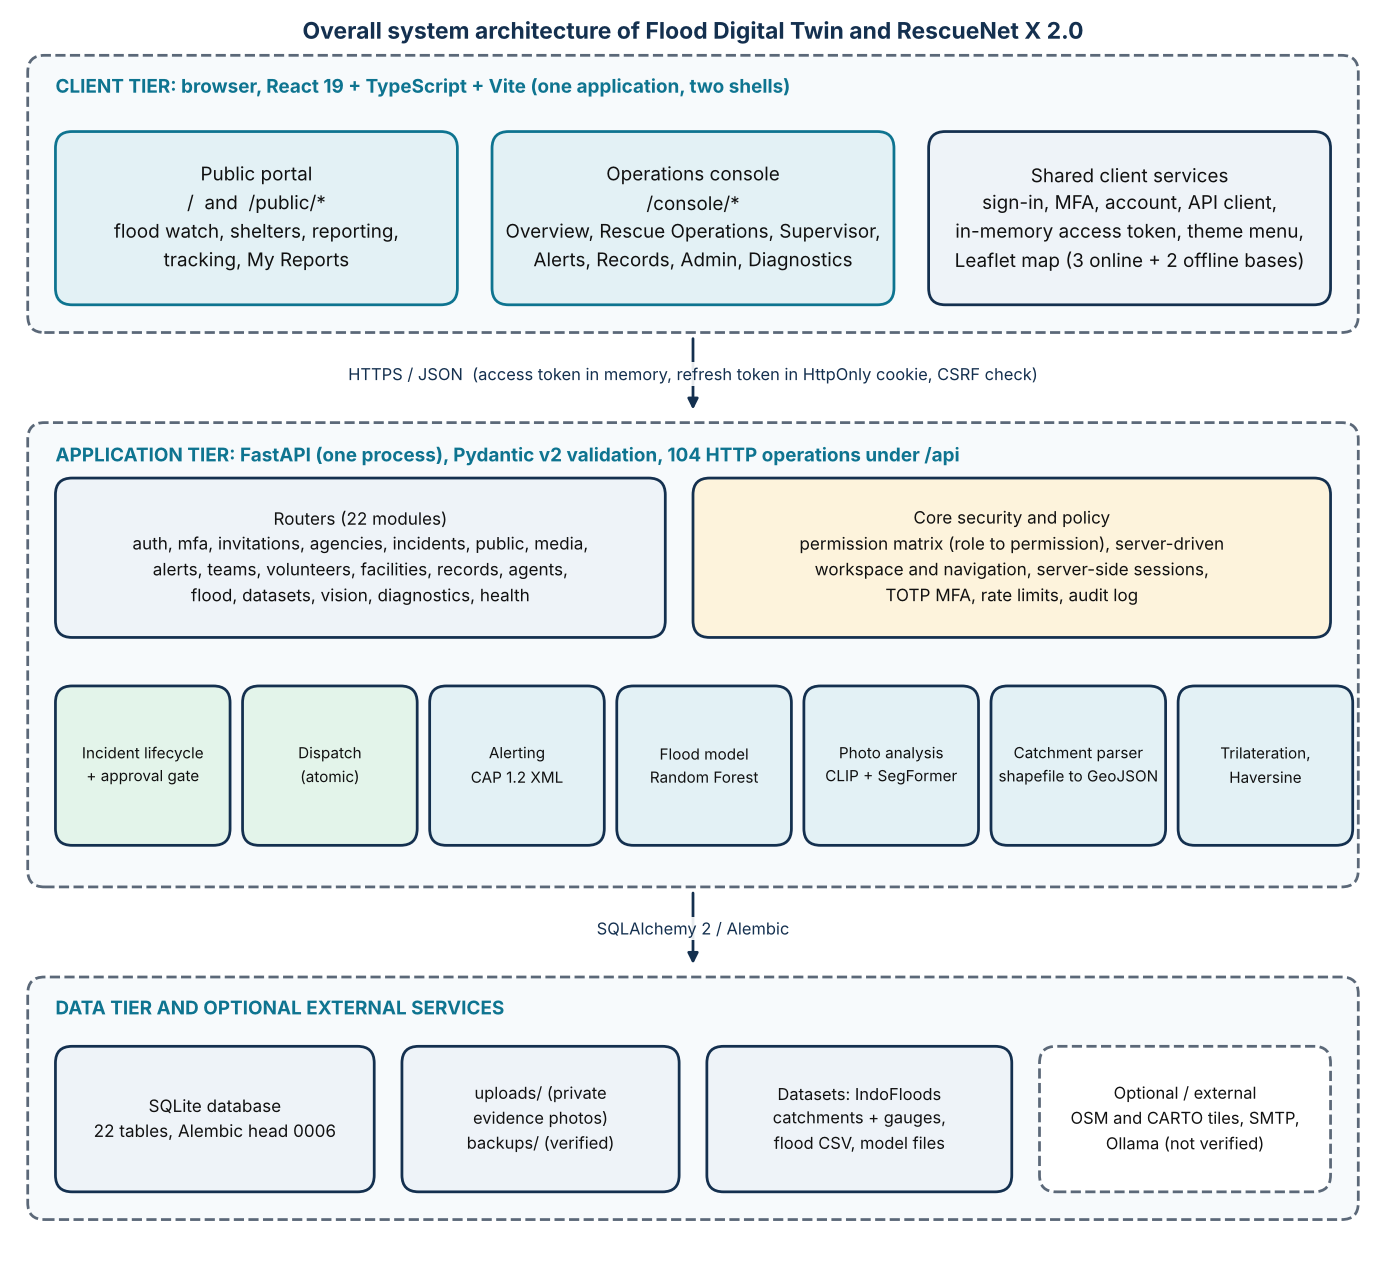 Overall system architecture of Flood Digital Twin and RescueNet X 2.0
CLIENT TIER: browser, React 19 + TypeScript + Vite (one application, two shells)
Public portal
/ and /public/*
flood watch, shelters, reporting,
tracking, My Reports
Operations console
/console/*
Overview, Rescue Operations, Supervisor,
Alerts, Records, Admin, Diagnostics
Shared client services
sign-in, MFA, account, API client,
in-memory access token, theme menu,
Leaflet map (3 online + 2 offline bases)
HTTPS / JSON (access token in memory, refresh token in HttpOnly cookie, CSRF check)
APPLICATION TIER: FastAPI (one process), Pydantic v2 validation, 104 HTTP operations under /api
Routers (22 modules)
auth, mfa, invitations, agencies, incidents, public, media,
alerts, teams, volunteers, facilities, records, agents,
flood, datasets, vision, diagnostics, health
Core security and policy
permission matrix (role to permission), server-driven
workspace and navigation, server-side sessions,
TOTP MFA, rate limits, audit log
Incident lifecycle
+ approval gate
Dispatch
(atomic)
Alerting
CAP 1.2 XML
Flood model
Random Forest
Photo analysis
CLIP + SegFormer
Catchment parser
shapefile to GeoJSON
Trilateration,
Haversine
SQLAlchemy 2 / Alembic
DATA TIER AND OPTIONAL EXTERNAL SERVICES
SQLite database
22 tables, Alembic head 0006
uploads/ (private
evidence photos)
backups/ (verified)
Datasets: IndoFloods
catchments + gauges,
flood CSV, model files
Optional / external
OSM and CARTO tiles, SMTP,
Ollama (not verified)